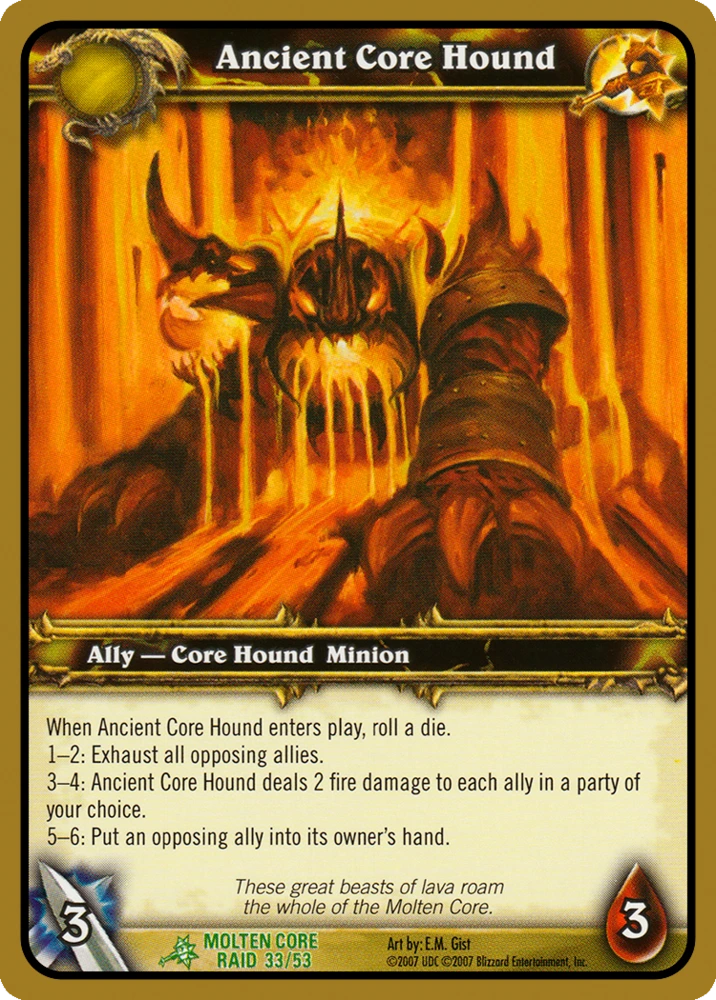 Ancient Core Hound
Ally — Core Hound Minion
When Ancient Core Hound enters play, roll a die.
1–2: Exhaust all opposing allies.
3–4: Ancient Core Hound deals 2 fire damage to each ally in a party of
your choice.
5–6: Put an opposing ally into its owner's hand.
These great beasts of lava roam
the whole of the Molten Core.
3
MOLTEN CORE
RAID 33/53
Art by: E.M. Gist
©2007 UDC ©2007 Blizzard Entertainment, Inc.
3